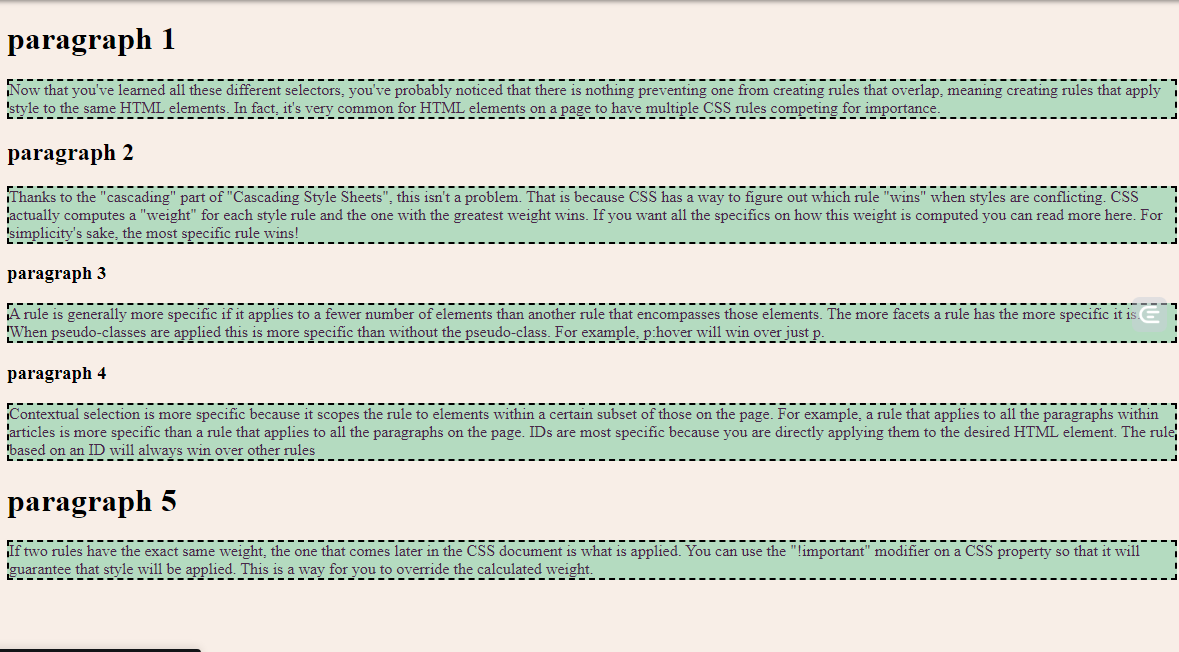 paragraph 1
Now that you've learned all these different selectors, you've probably noticed that there is nothing preventing one from creating rules that overlap, meaning creating rules that apply
style to the same HTML elements. In fact, it's very common for HTML elements on a page to have multiple CSS rules competing for importance.
paragraph 2
Thanks to the "cascading" part of "Cascading Style Sheets", this isn't a problem. That is because CSS has a way to figure out which rule "wins" when styles are conflicting. CSS
actually computes a "weight" for each style rule and the one with the greatest weight wins. If you want all the specifics on how this weight is computed you can read more here. For
simplicity's sake, the most specific rule wins!
paragraph 3
A rule is generally more specific if it applies to a fewer number of elements than another rule that encompasses those elements. The more facets a rule has the more specific it is.
When pseudo-classes are applied this is more specific than without the pseudo-class. For example, p:hover will win over just p.
paragraph 4
Contextual selection is more specific because it scopes the rule to elements within a certain subset of those on the page. For example, a rule that applies to all the paragraphs within
articles is more specific than a rule that applies to all the paragraphs on the page. IDs are most specific because you are directly applying them to the desired HTML element. The rule
based on an ID will always win over other rules
paragraph 5
If two rules have the exact same weight, the one that comes later in the CSS document is what is applied. You can use the "!important" modifier on a CSS property so that it will
guarantee that style will be applied. This is a way for you to override the calculated weight.